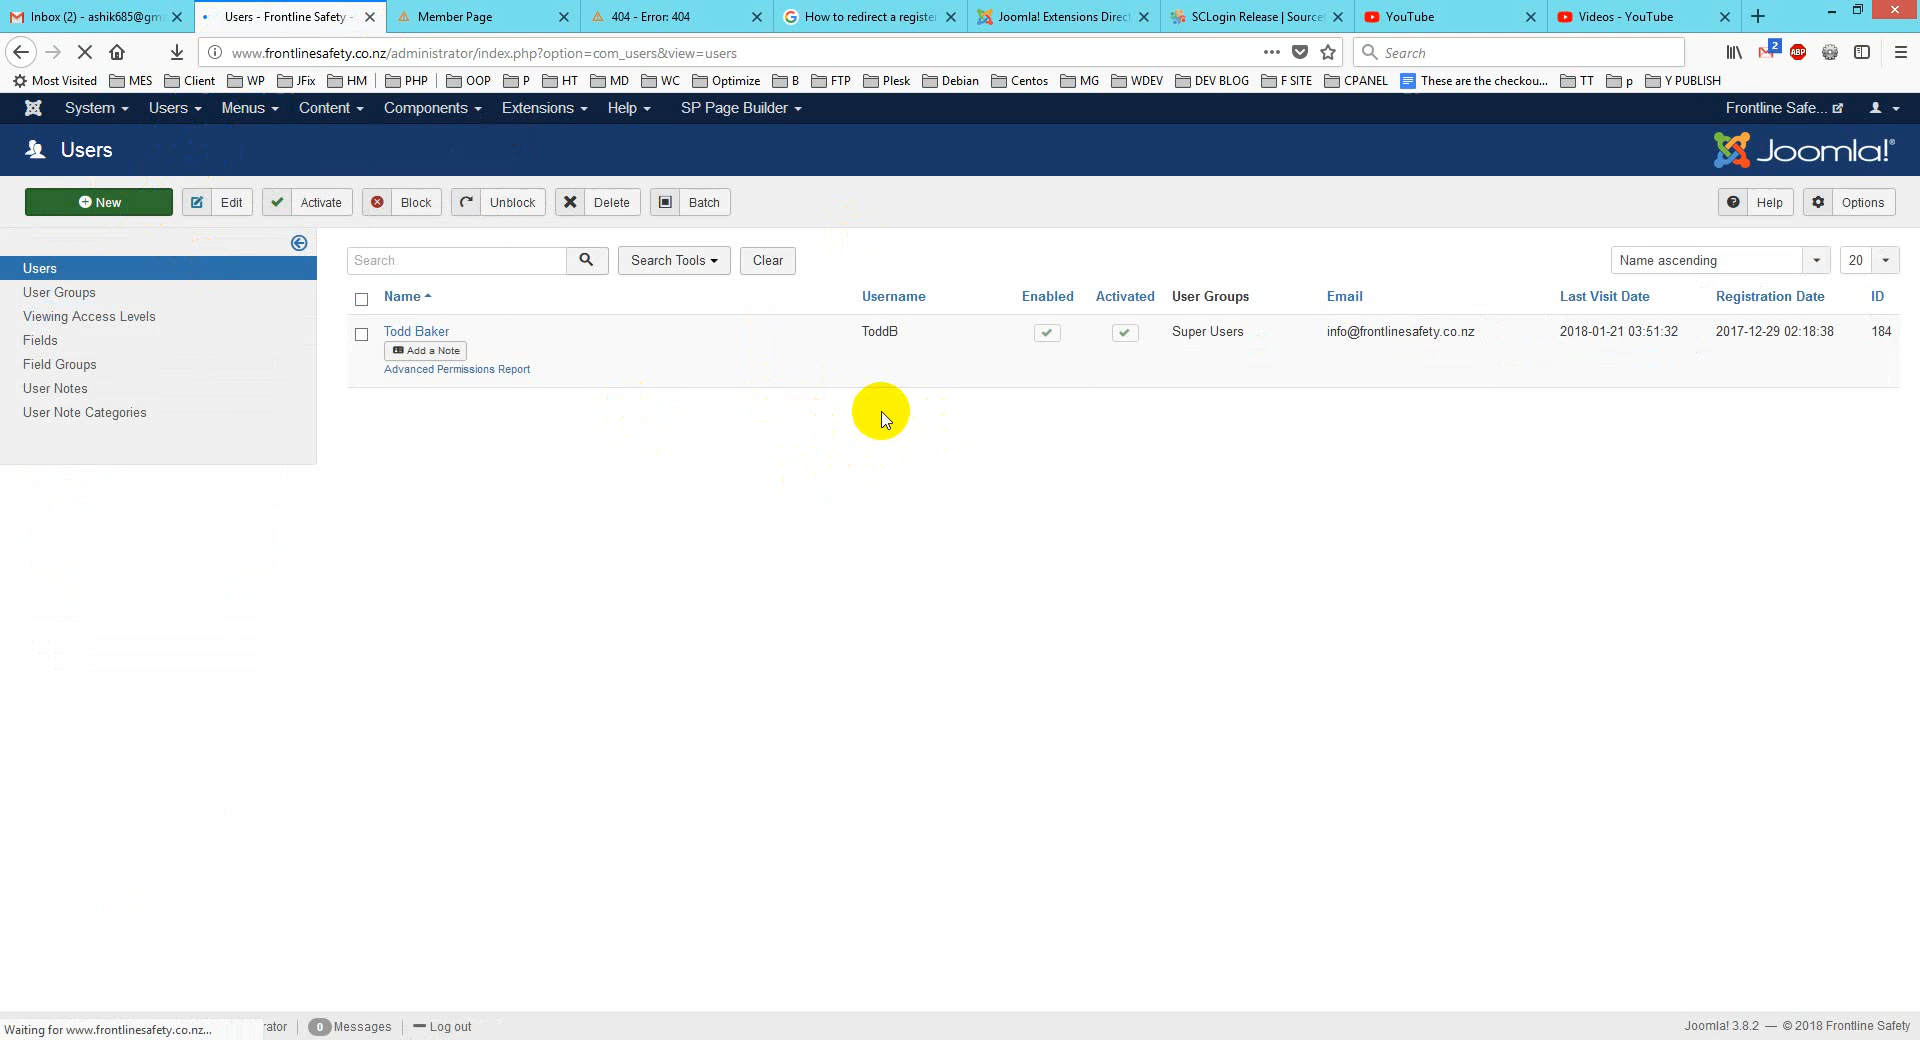 Inbox (2) - ashik685@gm
Users - Frontline Safety -
Member Page
404 - Error: 404
How to redirect a registe
Joomla! Extensions Direct
SCLogin Release | Source
YouTube
Videos - YouTube
www.frontlinesafety.co.nz/administrator/index.php?option=com_users&view=users
Search
2
ABP
Most Visited
MES
Client
WP
JFix
HM
PHP
OOP
P
HT
MD
WC
Optimize
B
FTP
Plesk
Debian
Centos
MG
WDEV
DEV BLOG
F SITE
CPANEL
These are the checkou...
TT
p
Y PUBLISH
System
Users
Menus
Content
Components
Extensions
Help
SP Page Builder
Frontline Safe...
Users
Joomla!®
New
Edit
Activate
Block
Unblock
Delete
Batch
Help
Options
Users
User Groups
Viewing Access Levels
Fields
Field Groups
User Notes
User Note Categories
Search
Search Tools
Clear
Name ascending
20
Name
Username
Enabled
Activated
User Groups
Email
Last Visit Date
Registration Date
ID
Todd Baker
ToddB
Super Users
info@frontlinesafety.co.nz
2018-01-21 03:51:32
2017-12-29 02:18:38
184
Add a Note
Advanced Permissions Report
Waiting for www.frontlinesafety.co.nz...
rator
0 Messages
Log out
Joomla! 3.8.2 — © 2018 Frontline Safety